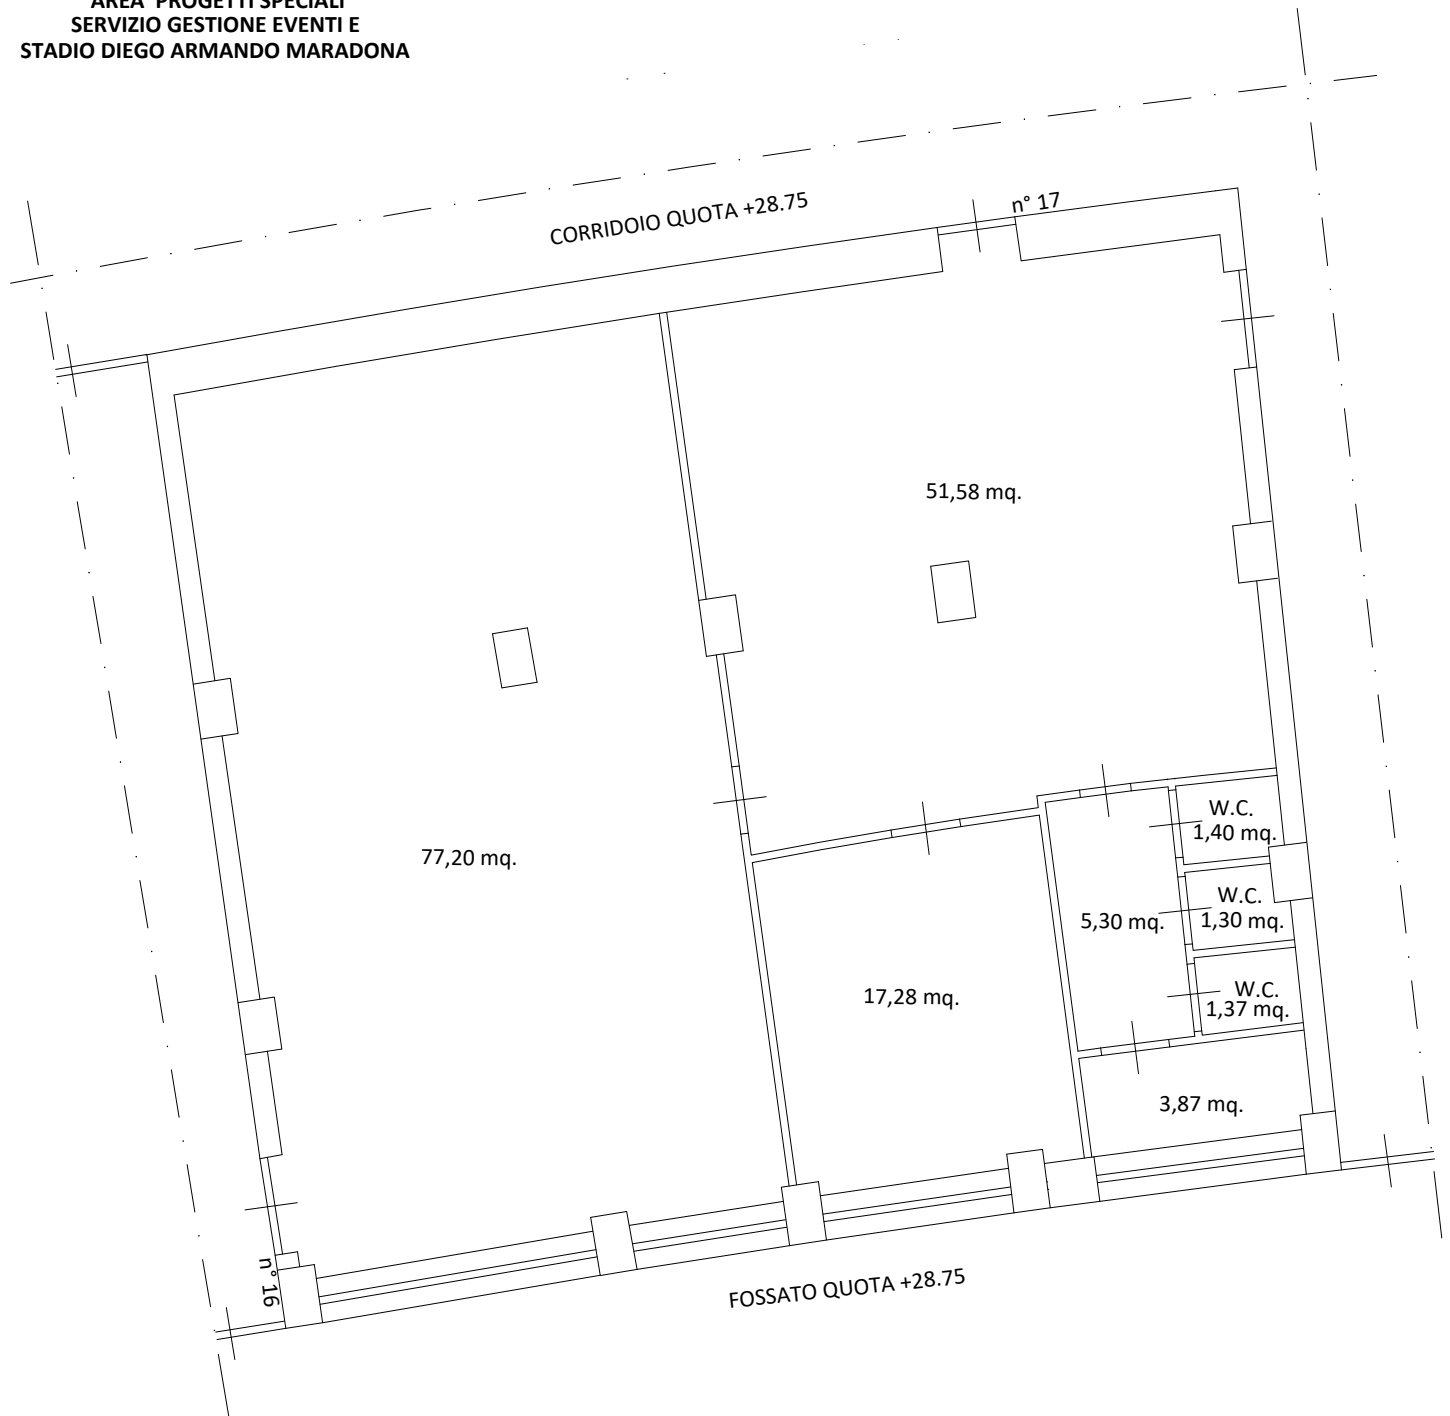 AREA PROGETTI SPECIALI
SERVIZIO GESTIONE EVENTI E
STADIO DIEGO ARMANDO MARADONA
n° 17
CORRIDOIO QUOTA +28.75
51,58 mq.
W.C.
1,40 mq.
77,20 mq.
W.C.
5,30 mq.
1,30 mq.
17,28 mq.
W.C.
1,37 mq.
3,87 mq.
n° 16
FOSSATO QUOTA +28.75